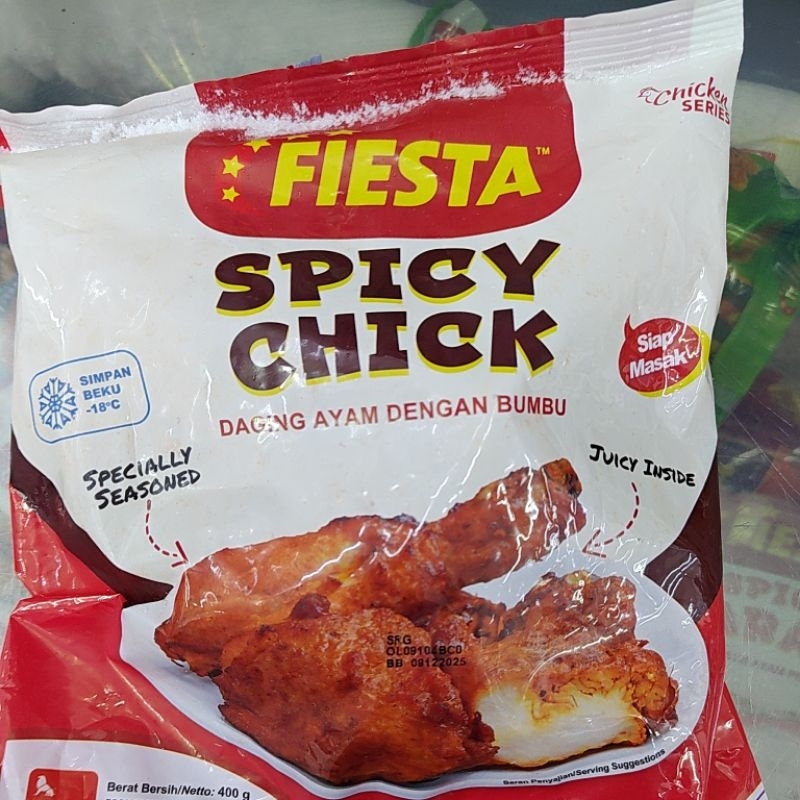 Chicken
SERIES
FIESTA™
SPICY
CHICK
Siap
Masak
SIMPAN
BEKU
-18°C
DAGING AYAM DENGAN BUMBU
SPECIALLY
SEASONED
JUICY INSIDE
SRG
BB 09122025
Saran Penyajian/Serving Suggestions
Berat Bersih/Netto: 400 g